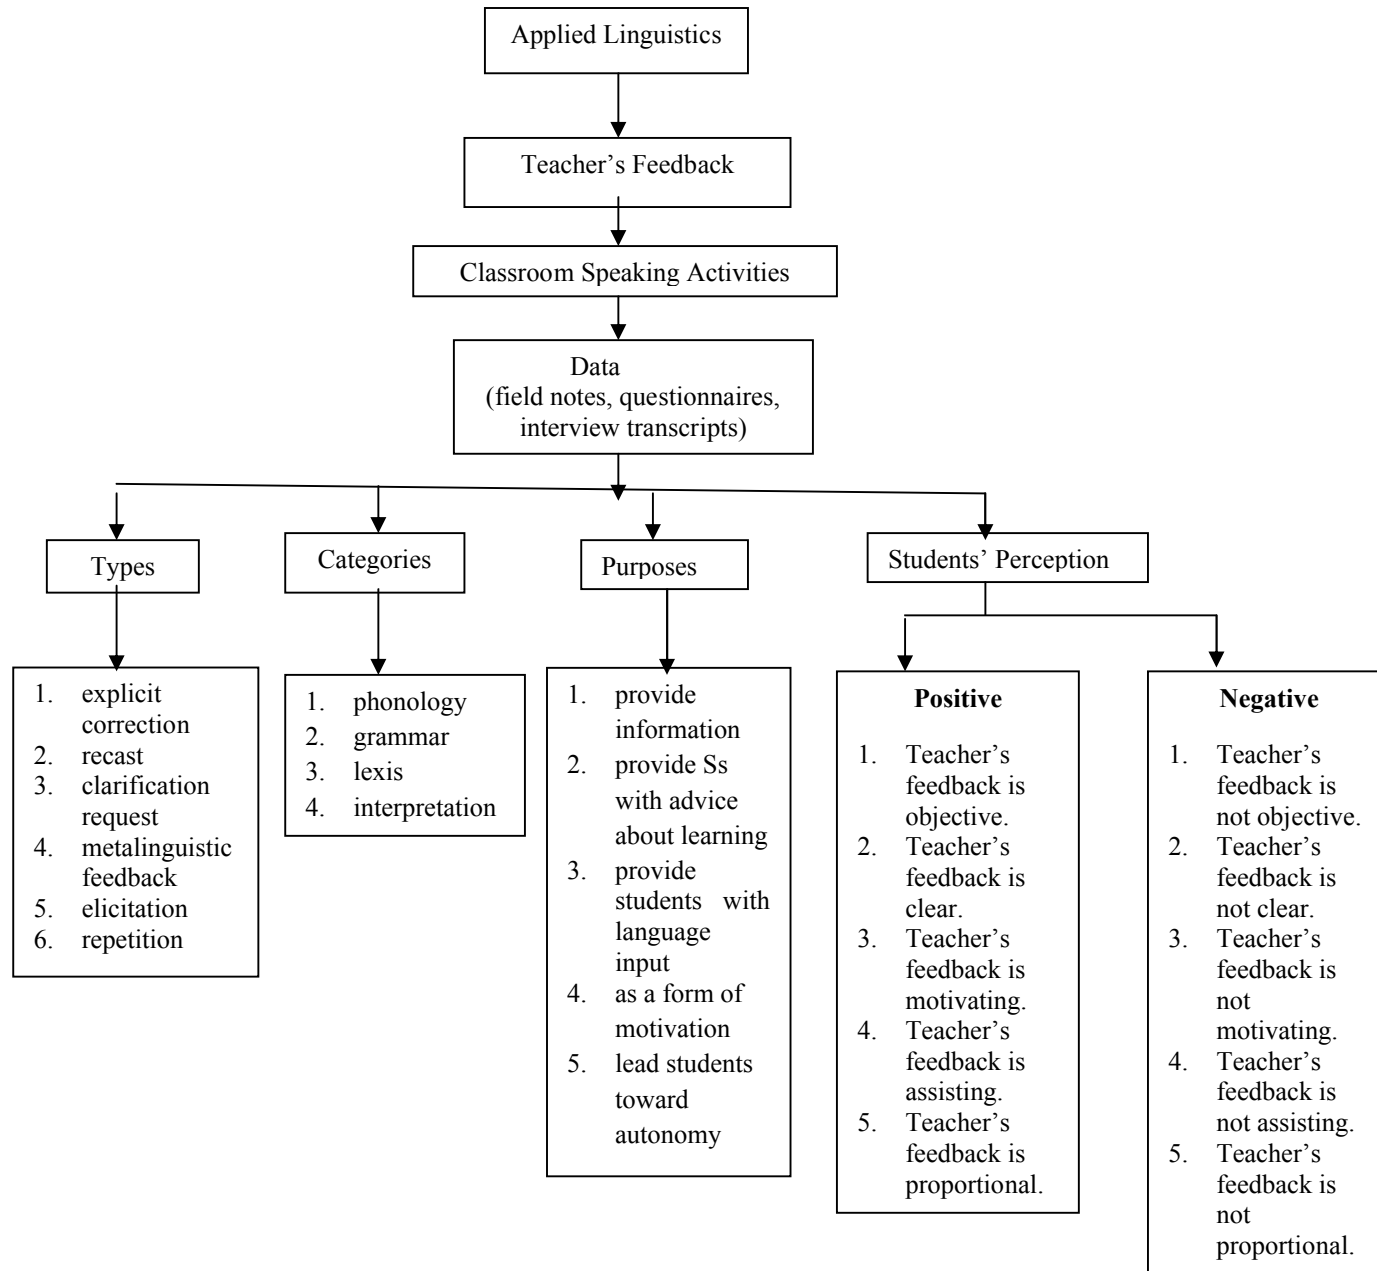 Applied Linguistics
Teacher’s Feedback
Classroom Speaking Activities
Data
(field notes, questionnaires,
interview transcripts)
Types
Categories
Purposes
Students’ Perception
1. explicit
correction
2. recast
3. clarification
request
4. metalinguistic
feedback
5. elicitation
6. repetition
1. phonology
2. grammar
3. lexis
4. interpretation
1. provide
information
2. provide Ss
with advice
about learning
3. provide
students with
language
input
4. as a form of
motivation
5. lead students
toward
autonomy
Positive
1. Teacher’s
feedback is
objective.
2. Teacher’s
feedback is
clear.
3. Teacher’s
feedback is
motivating.
4. Teacher’s
feedback is
assisting.
5. Teacher’s
feedback is
proportional.
Negative
1. Teacher’s
feedback is
not objective.
2. Teacher’s
feedback is
not clear.
3. Teacher’s
feedback is
not
motivating.
4. Teacher’s
feedback is
not assisting.
5. Teacher’s
feedback is
not
proportional.